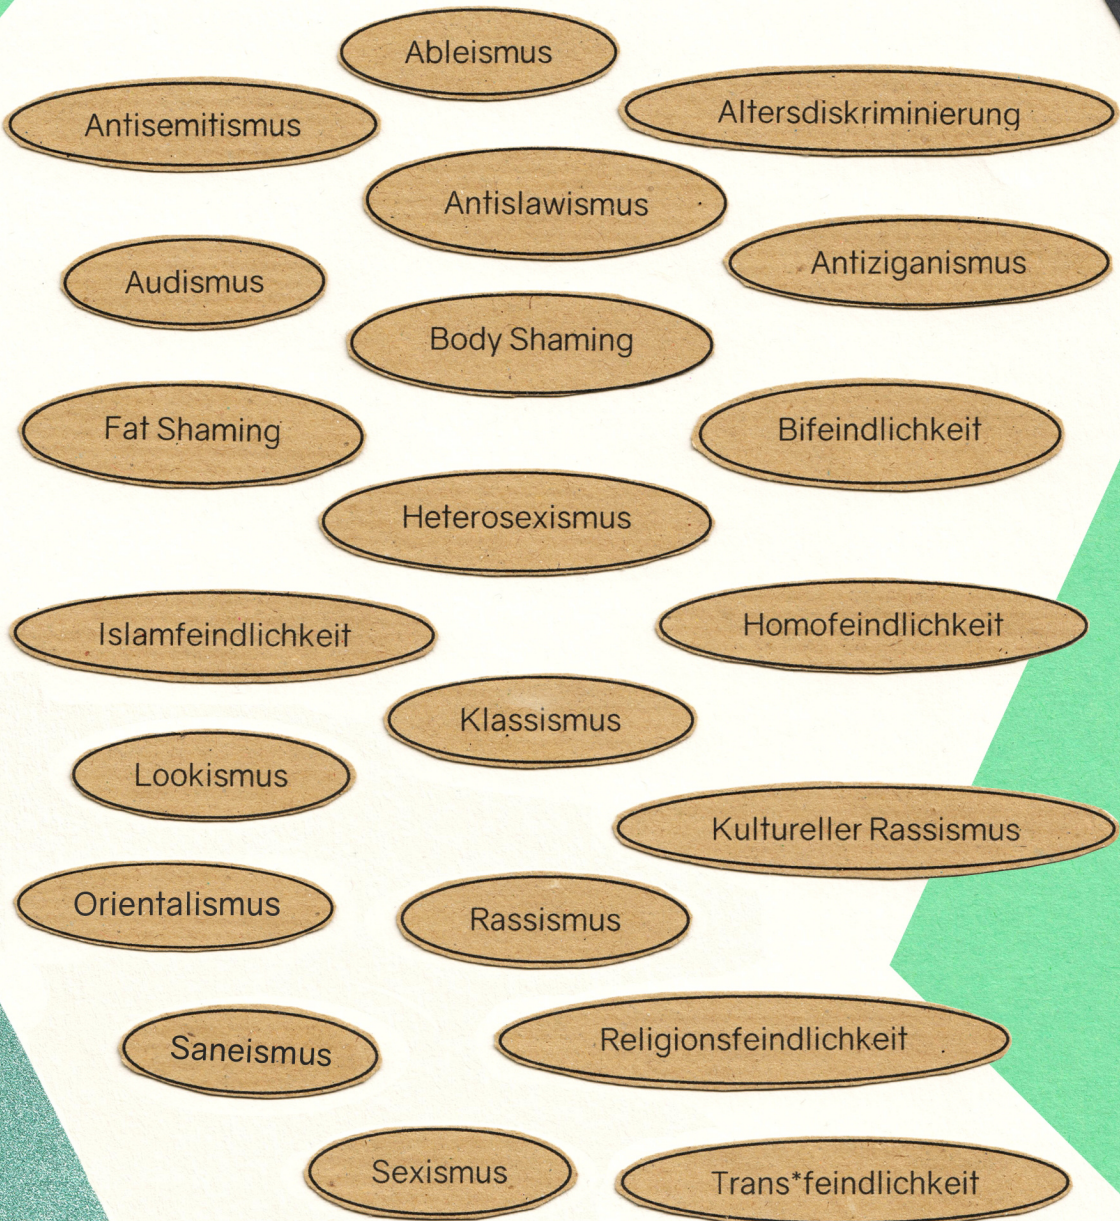 Ableismus
Antisemitismus
Altersdiskriminierung
Antislawismus
Audismus
Antiziganismus
Body Shaming
Fat Shaming
Bifeindlichkeit
Heterosexismus
Islamfeindlichkeit
Homofeindlichkeit
Klassismus
Lookismus
Kultureller Rassismus
Orientalismus
Rassismus
Saneismus
Religionsfeindlichkeit
Sexismus
Trans*feindlichkeit